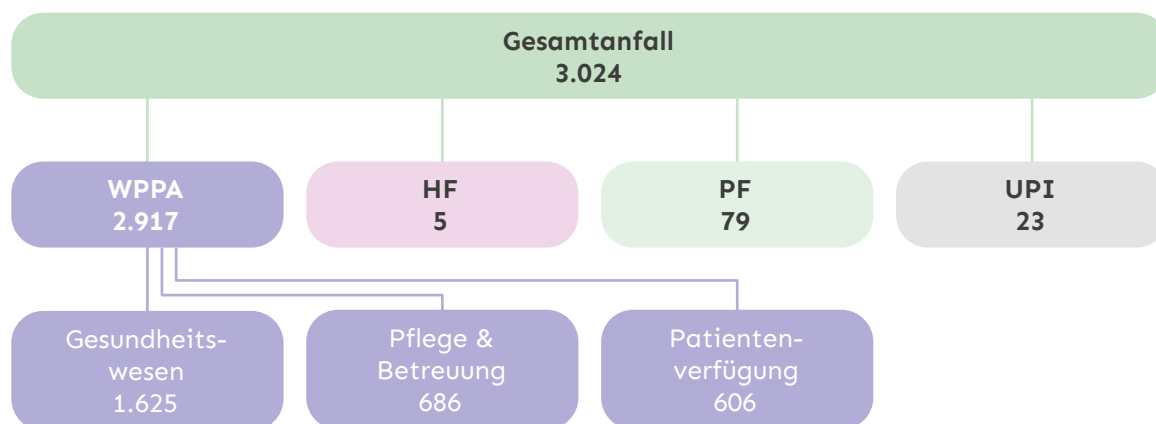 Gesamtanfall
3.024
WPPA
2.917
HF
5
PF
79
UPI
23
Gesundheits-
wesen
1.625
Pflege &
Betreuung
686
Patienten-
verfügung
606